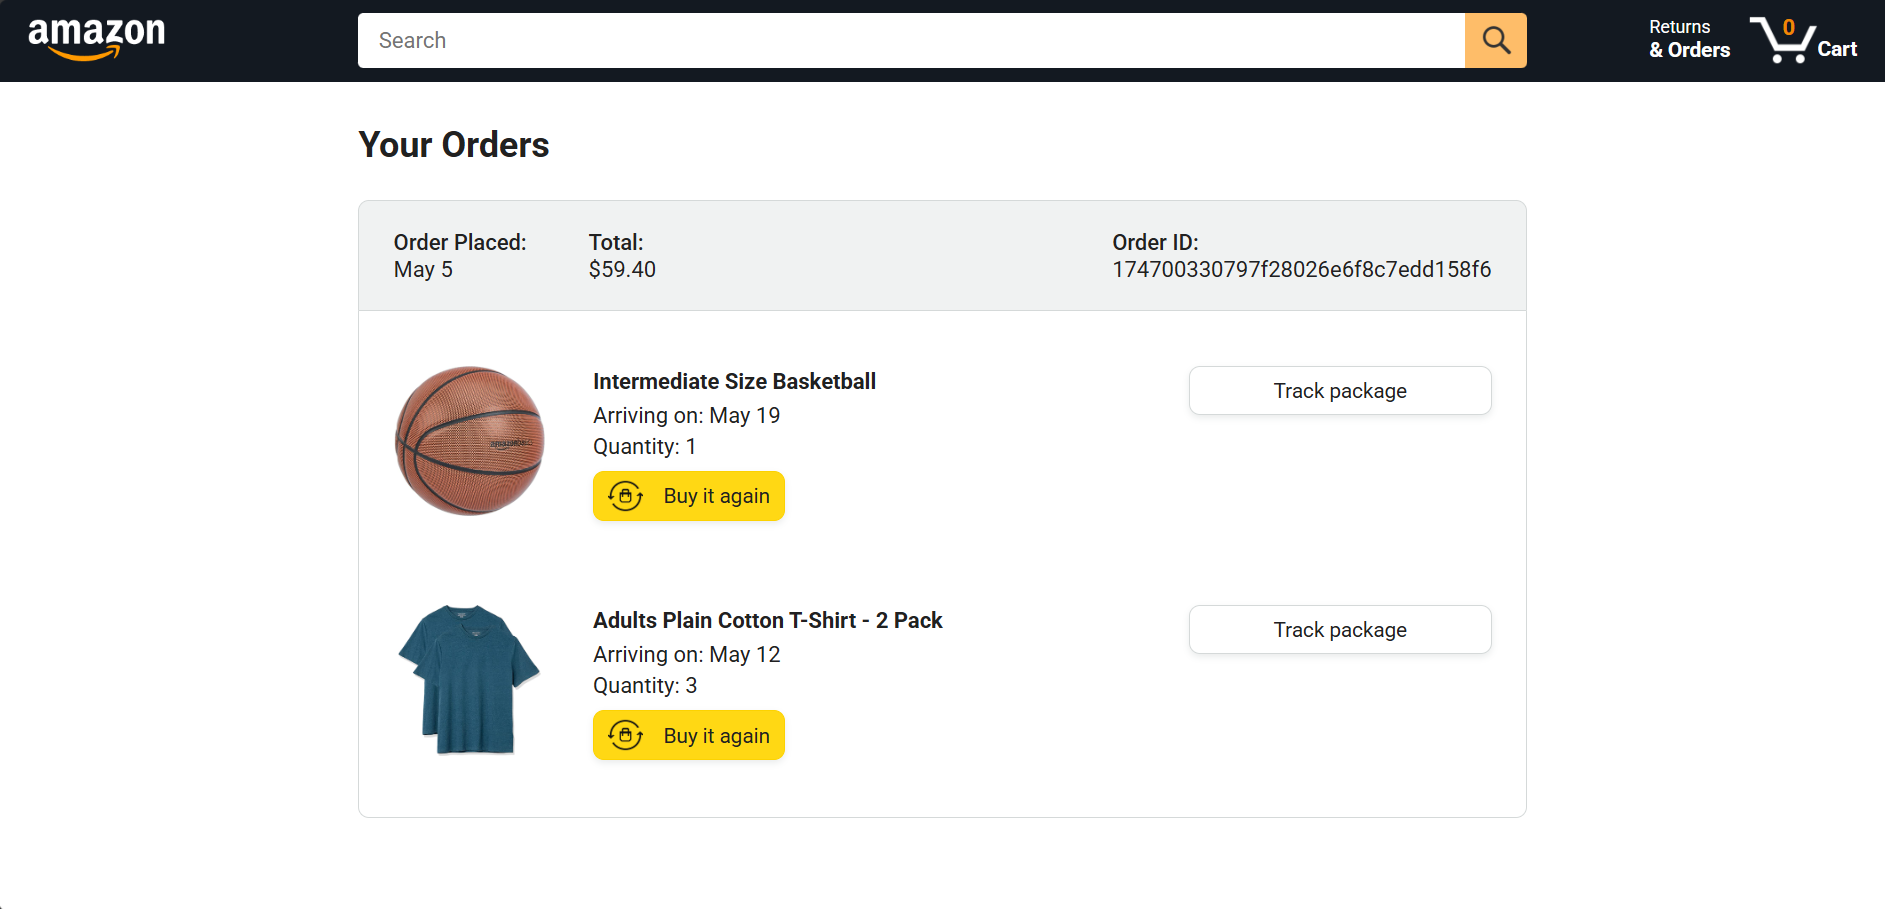 amazon
Search
Returns
& Orders
0
Cart
Your Orders
Order Placed:
May 5
Total:
$59.40
Order ID:
174700330797f28026e6f8c7edd158f6
Intermediate Size Basketball
Arriving on: May 19
Quantity: 1
Buy it again
Track package
Adults Plain Cotton T-Shirt - 2 Pack
Arriving on: May 12
Quantity: 3
Buy it again
Track package